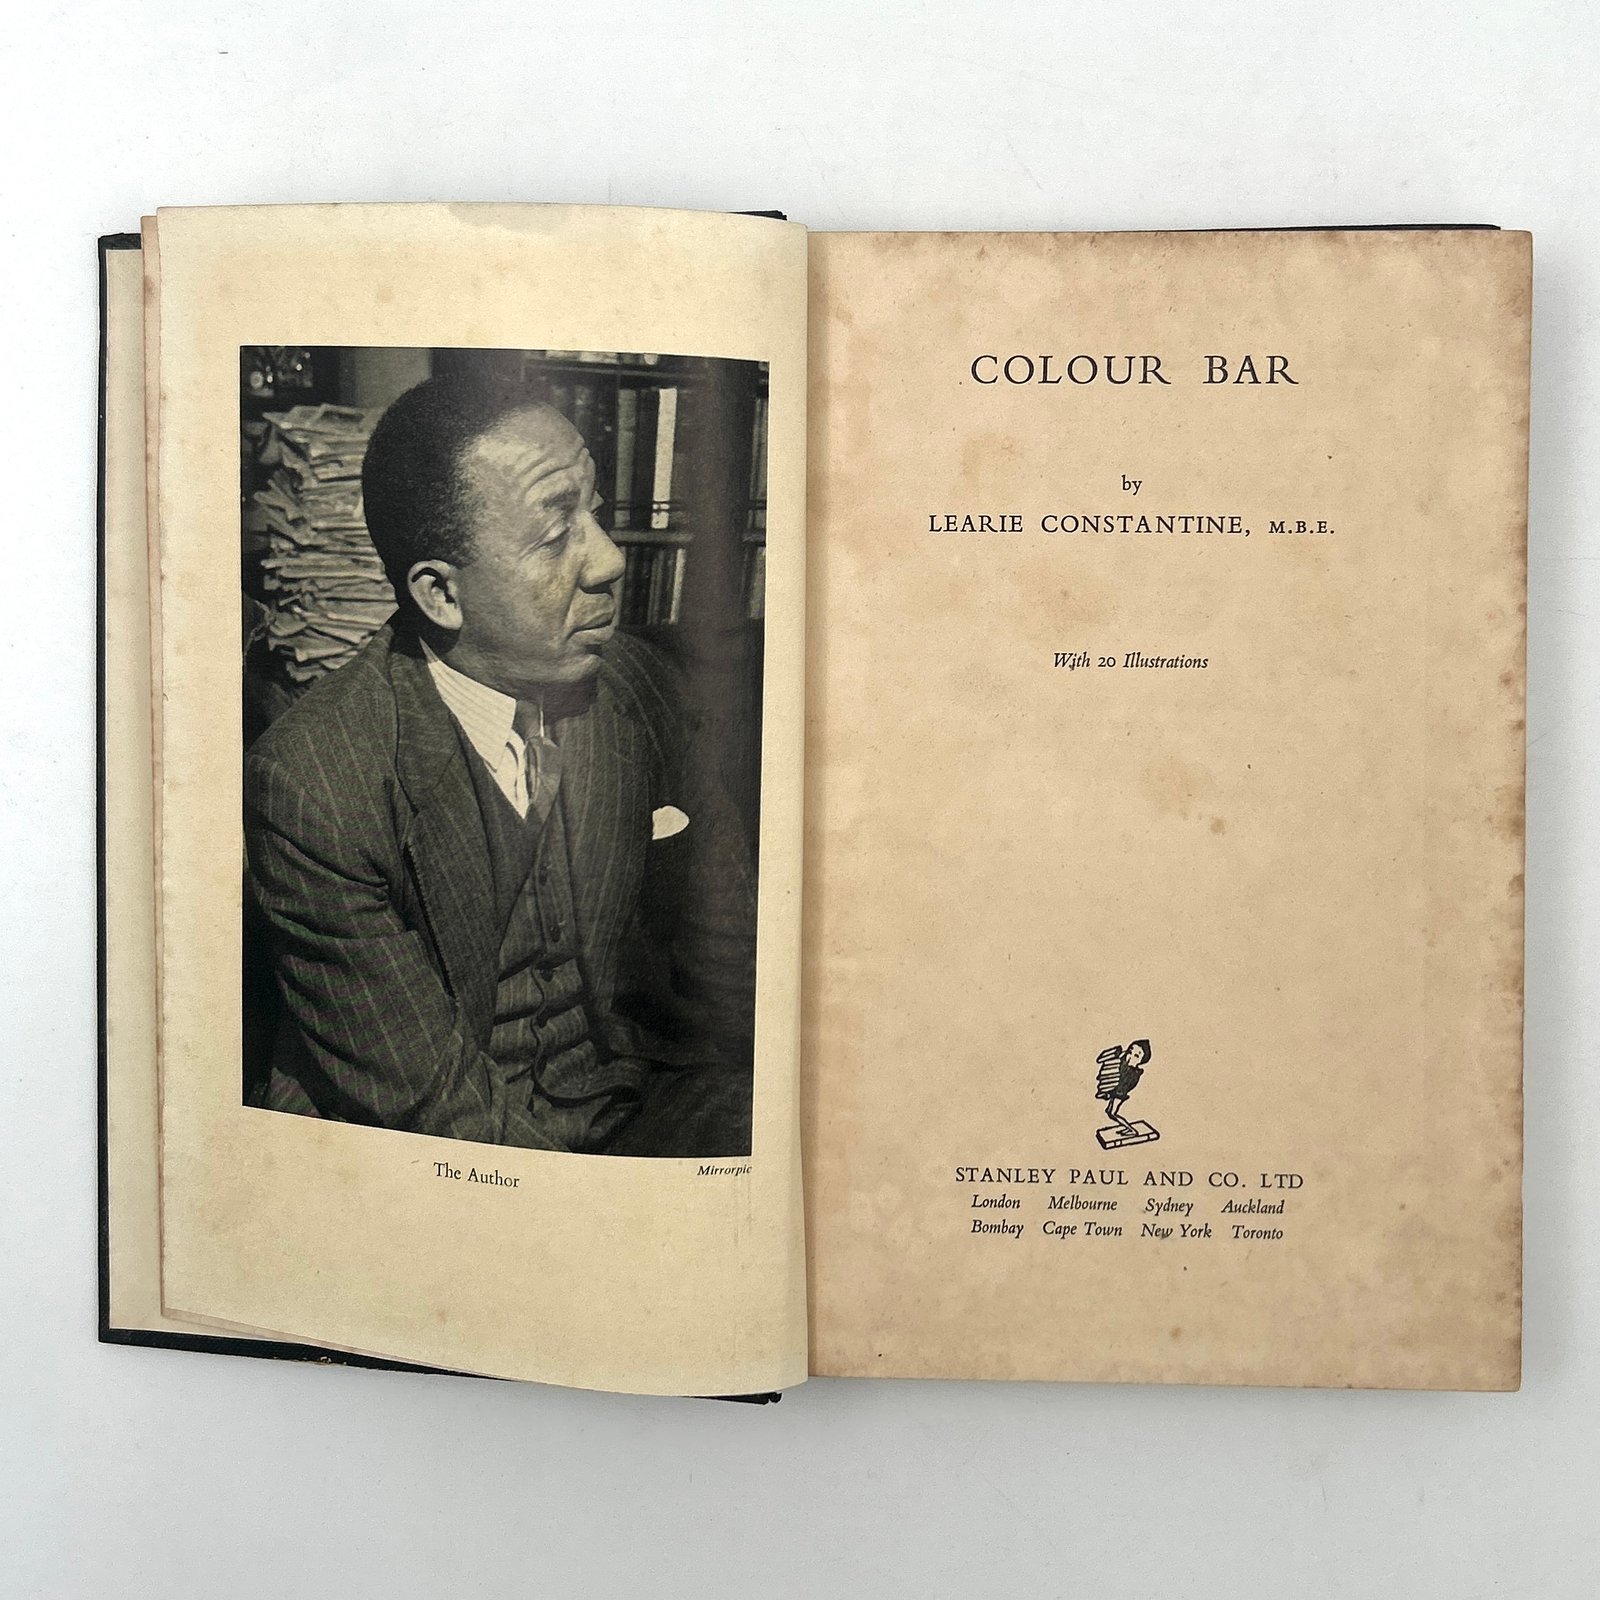 The Author
Mirrorpic
COLOUR BAR
by
LEARIE CONSTANTINE, M.B.E.
With 20 Illustrations
STANLEY PAUL AND CO. LTD
London Melbourne Sydney Auckland
Bombay Cape Town New York Toronto